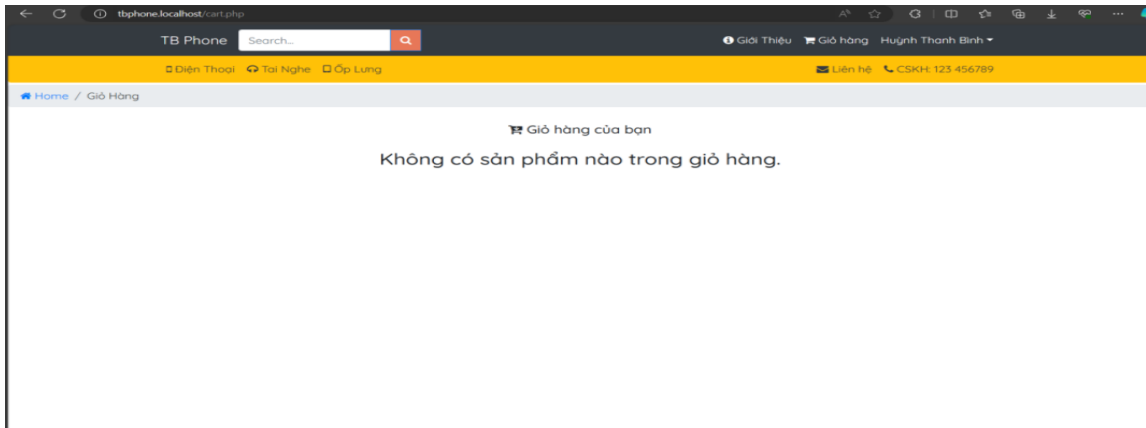 tbphone.localhost/cart.php
TB Phone Search... Giới Thiệu Giỏ hàng Huỳnh Thanh Bình
Điện Thoại Tai Nghe Ốp Lưng Liên hệ CSKH: 123 456789
Home / Giỏ Hàng
Giỏ hàng của bạn
Không có sản phẩm nào trong giỏ hàng.